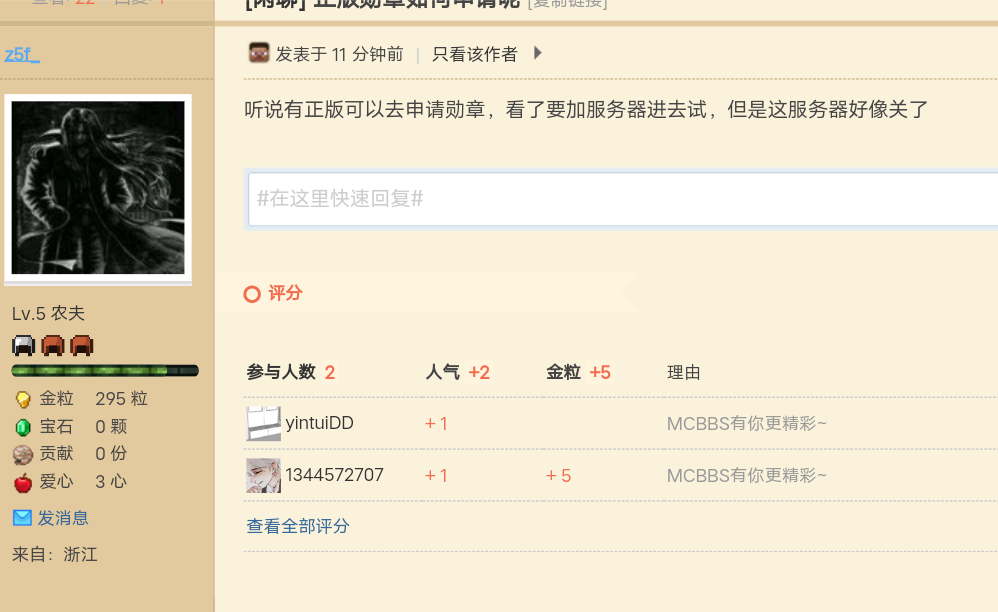 [闲聊] 正版勋章如何申请呢 [复制链接]
z5f_
发表于 11 分钟前 | 只看该作者
听说有正版可以去申请勋章，看了要加服务器进去试，但是这服务器好像关了
#在这里快速回复#
Lv.5 农夫
金粒 295 粒
宝石 0 颗
贡献 0 份
爱心 3 心
发消息
来自：浙江
评分
参与人数 2 人气 +2 金粒 +5 理由
yintuiDD + 1 MCBBS有你更精彩~
1344572707 + 1 + 5 MCBBS有你更精彩~
查看全部评分